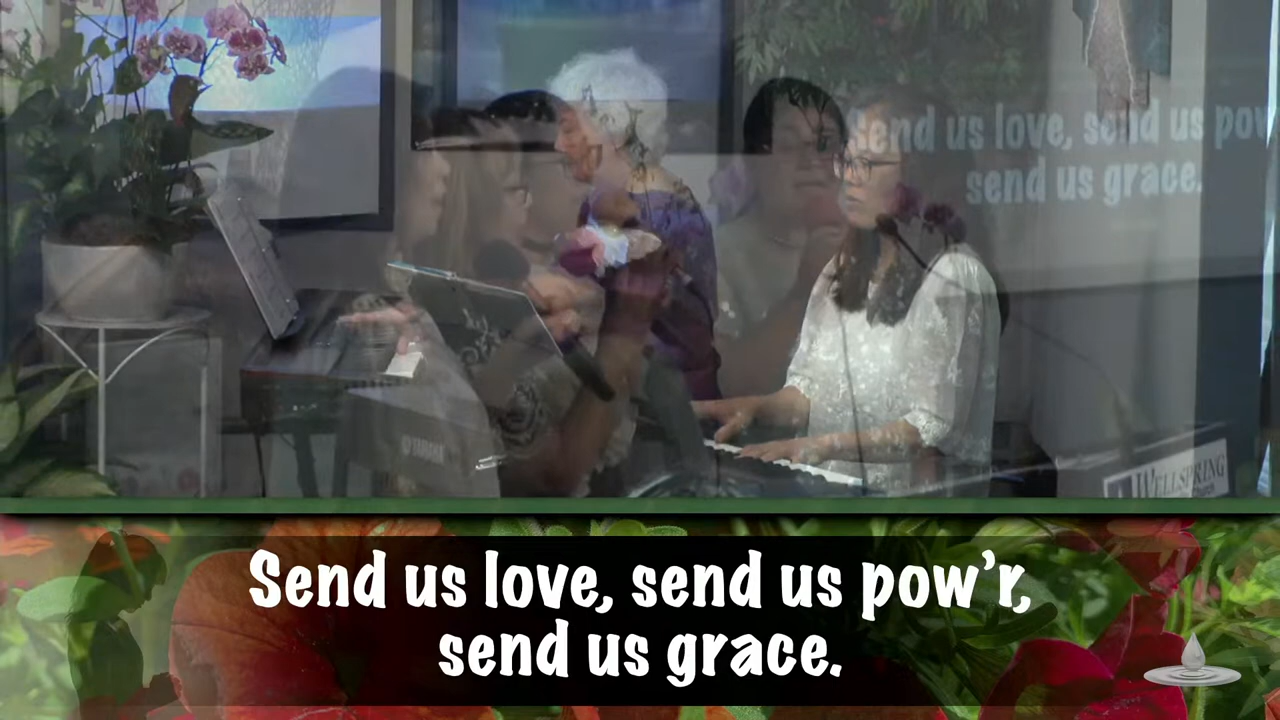 Send us love, send us pow
send us grace.
WELLSPRING
Church
Send us love, send us pow'r,
send us grace.